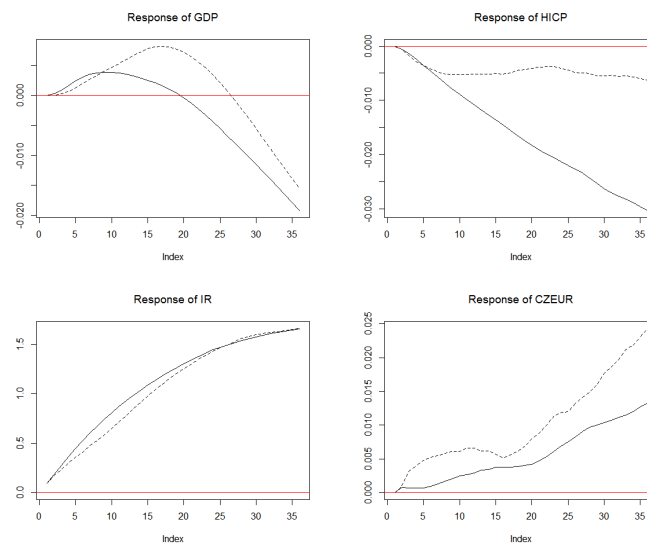 Response of GDP
0.000
-0.010
-0.020
0 5 10 15 20 25 30 35
Index
Response of HICP
0.000
-0.010
-0.020
-0.030
0 5 10 15 20 25 30 35
Index
Response of IR
1.5
1.0
0.5
0.0
0 5 10 15 20 25 30 35
Index
Response of CZEUR
0.025
0.020
0.015
0.010
0.005
0.000
0 5 10 15 20 25 30 35
Index